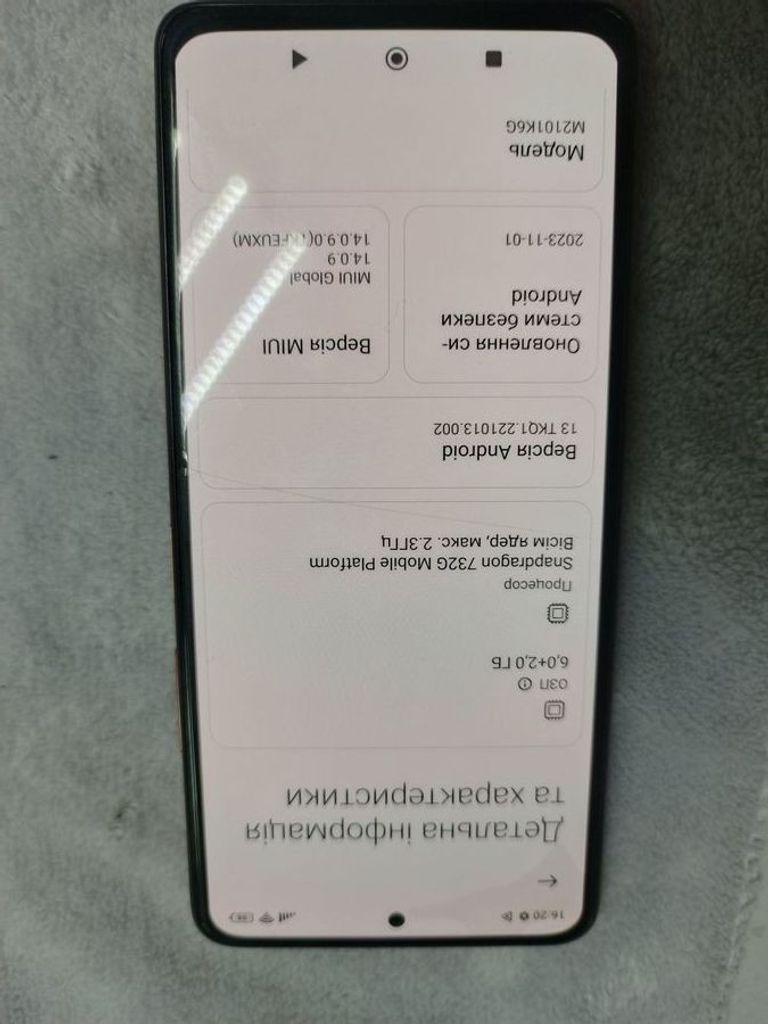 16:20
Детальна інформація
та характеристики
ОЗП
6,0+2,0 ГБ
Процесор
Snapdragon 732G Mobile Platform
Вісім ядер, макс. 2.3ГГц
Версія Android
13 TKQ1.221013.002
Оновлення си-
стеми безпеки
Android
2023-11-01
Версія MIUI
MIUI Global
14.0.9
Модель
M2101K6G